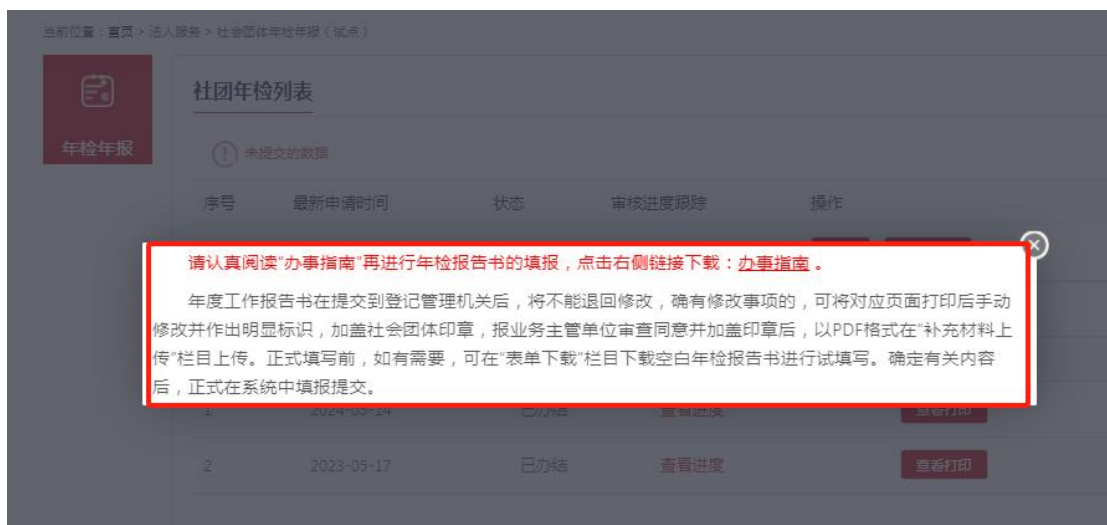 当前位置：首页 > 法人服务 > 社会团体年检年报（试点）
社团年检列表
年检年报
未提交的数据
序号 最新申请时间 状态 审核进度跟踪 操作
请认真阅读“办事指南”再进行年检报告书的填报，点击右侧链接下载：办事指南 。
年度工作报告书在提交到登记管理机关后，将不能退回修改，确有修改事项的，可将对应页面打印后手动
修改并作出明显标识，加盖社会团体印章，报业务主管单位审查同意并加盖印章后，以PDF格式在“补充材料上
传”栏目上传。正式填写前，如有需要，可在“表单下载”栏目下载空白年检报告书进行试填写。确定有关内容
后，正式在系统中填报提交。
1 2024-05-14 已办结 查看进度 查看打印
2 2023-05-17 已办结 查看进度 查看打印